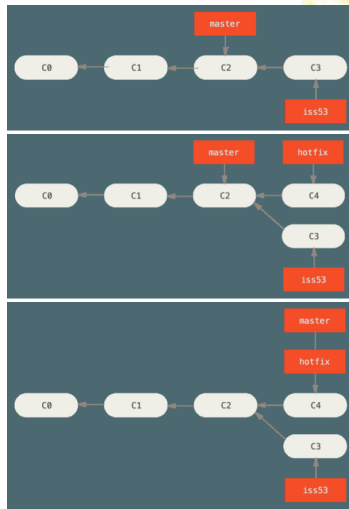 master
C0 C1 C2 C3
iss53
master hotfix
C0 C1 C2 C4
C3
iss53
master
hotfix
C0 C1 C2 C4
C3
iss53